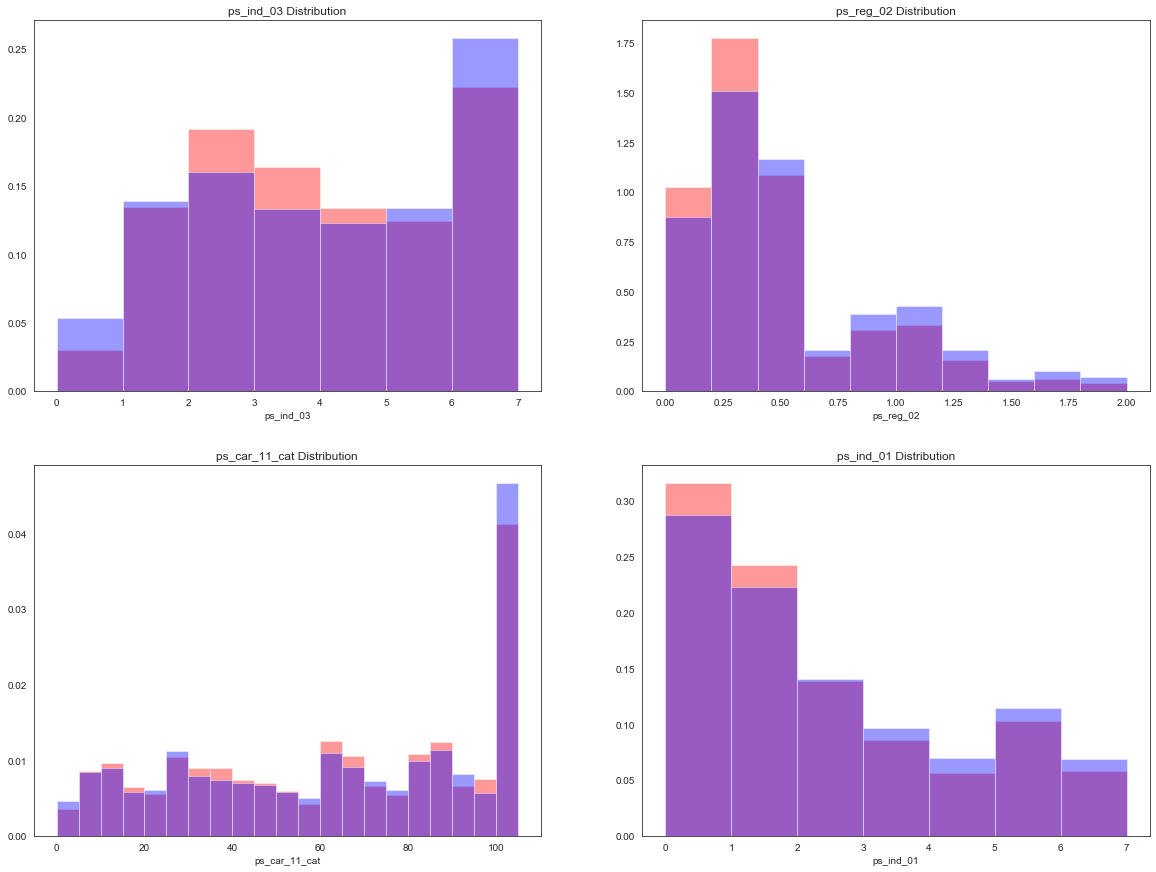 ps_ind_03 Distribution
0.25
0.20
0.15
0.10
0.05
0.00
0 1 2 3 4 5 6 7
ps_ind_03
ps_reg_02 Distribution
1.75
1.50
1.25
1.00
0.75
0.50
0.25
0.00
0.00 0.25 0.50 0.75 1.00 1.25 1.50 1.75 2.00
ps_reg_02
ps_car_11_cat Distribution
0.04
0.03
0.02
0.01
0.00
0 20 40 60 80 100
ps_car_11_cat
ps_ind_01 Distribution
0.30
0.25
0.20
0.15
0.10
0.05
0.00
0 1 2 3 4 5 6 7
ps_ind_01